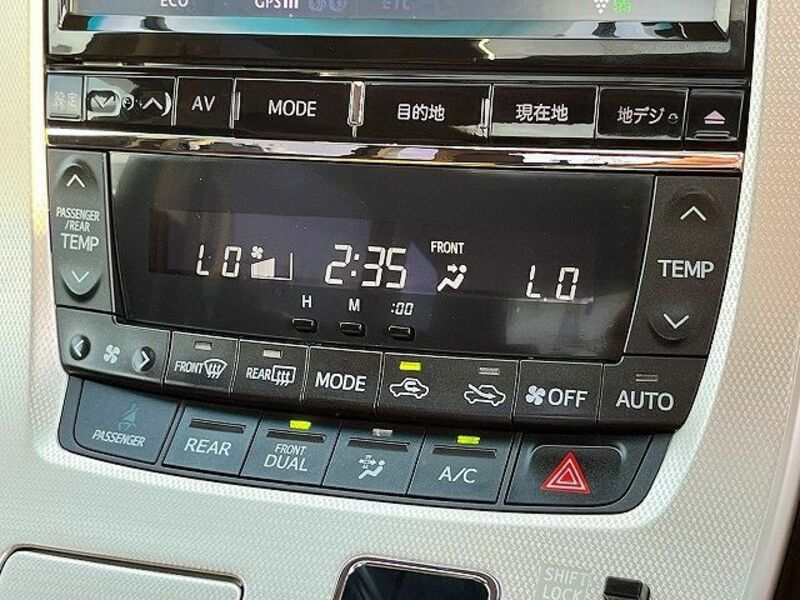 ECO GPS ETC
設定 AV MODE 目的地 現在地 地デジ
PASSENGER
/REAR
TEMP
LO 2:35 FRONT LO
TEMP
H M :00
FRONT REAR MODE OFF AUTO
PASSENGER REAR FRONT
DUAL A/C
SHIFT
LOCK